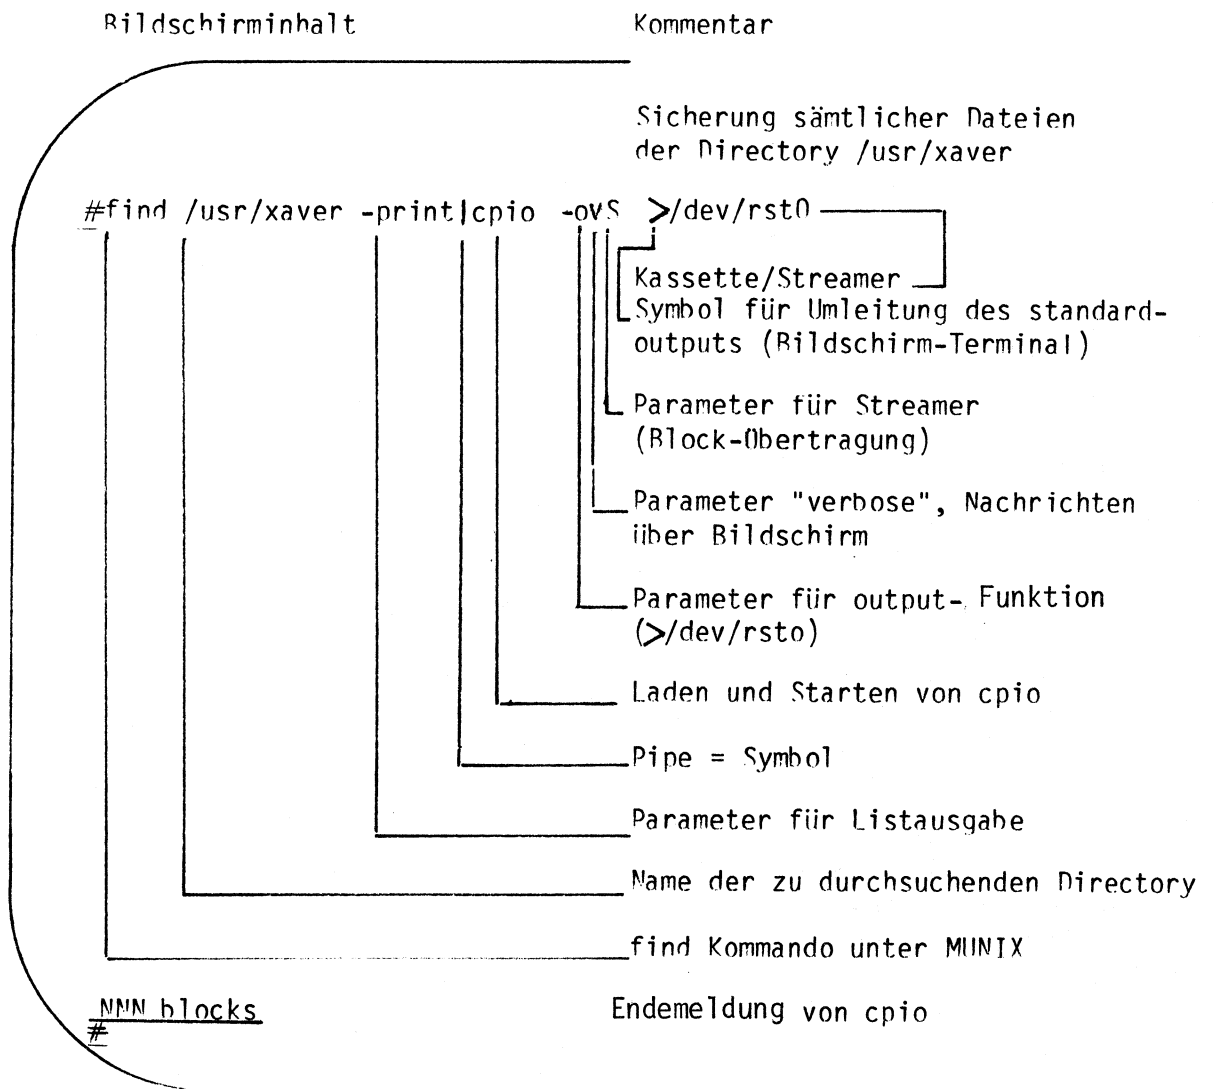 Bildschirminhalt Kommentar
Sicherung sämtlicher Dateien
der Directory /usr/xaver
#find /usr/xaver -print|cpio -ovS >/dev/rst0
Kassette/Streamer
Symbol für Umleitung des standard-
outputs (Bildschirm-Terminal)
Parameter für Streamer
(Block-Übertragung)
Parameter "verbose", Nachrichten
über Bildschirm
Parameter für output- Funktion
(>/dev/rsto)
Laden und Starten von cpio
Pipe = Symbol
Parameter für Listausgabe
Name der zu durchsuchenden Directory
find Kommando unter MUNIX
NNN blocks Endemeldung von cpio
#